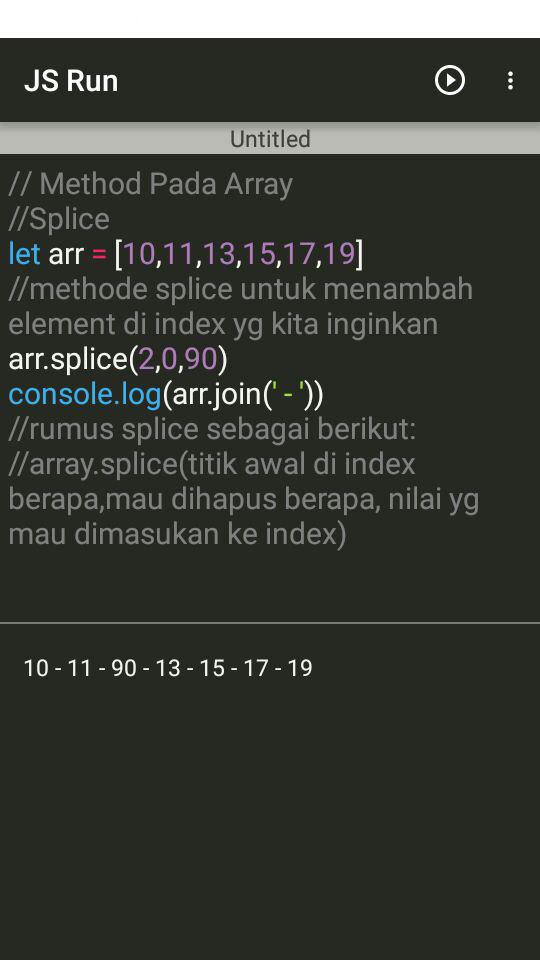 JS Run
Untitled
// Method Pada Array
//Splice
let arr = [10,11,13,15,17,19]
//methode splice untuk menambah
element di index yg kita inginkan
arr.splice(2,0,90)
console.log(arr.join(' - '))
//rumus splice sebagai berikut:
//array.splice(titik awal di index
berapa,mau dihapus berapa, nilai yg
mau dimasukan ke index)
10 - 11 - 90 - 13 - 15 - 17 - 19